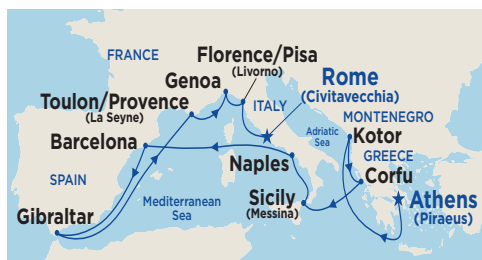 FRANCE
Florence/Pisa
(Livorno)
Genoa
Rome
(Civitavecchia)
Toulon/Provence
(La Seyne)
ITALY
MONTENEGRO
Adriatic
Sea
Kotor
Barcelona
GREECE
Naples
Corfu
SPAIN
Mediterranean
Sea
Sicily
(Messina)
Athens
(Piraeus)
Gibraltar